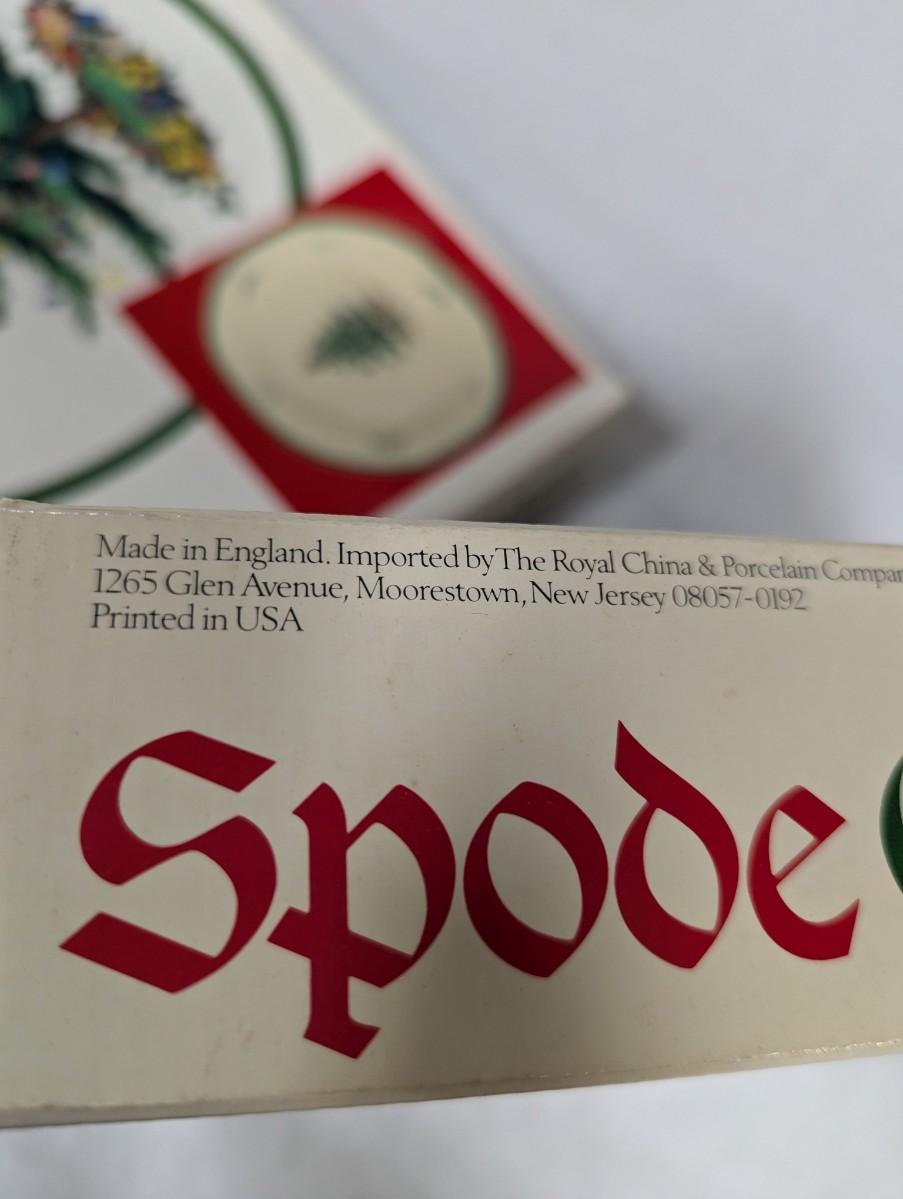 Made in England. Imported by The Royal China & Porcelain Compan
1265 Glen Avenue, Moorestown, New Jersey 08057-0192
Printed in USA
Spode